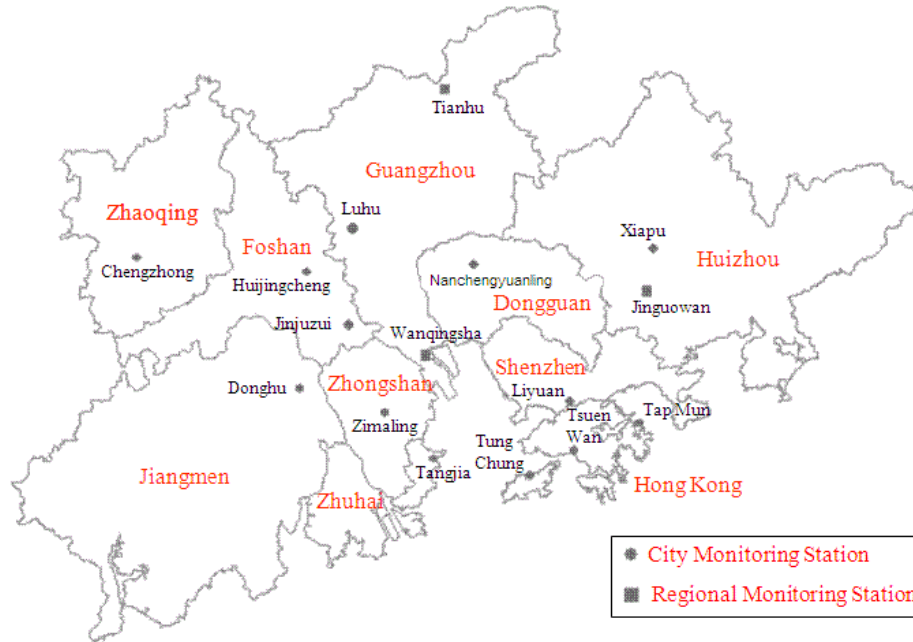 Tianhu
Guangzhou
Zhaoqing
Luhu
Xiapu
Foshan
Huizhou
Chengzhong
Huijingcheng
Nanchengyuanling
Dongguan
Jinguowan
Jinjuzui
Wanqingsha
Shenzhen
Zhongshan
Donghu
Liyuan
Zimaling
Tsuen
Wan
Tap Mun
Tung
Chung
Tangjia
Jiangmen
Zhuhai
Hong Kong
City Monitoring Station
Regional Monitoring Station